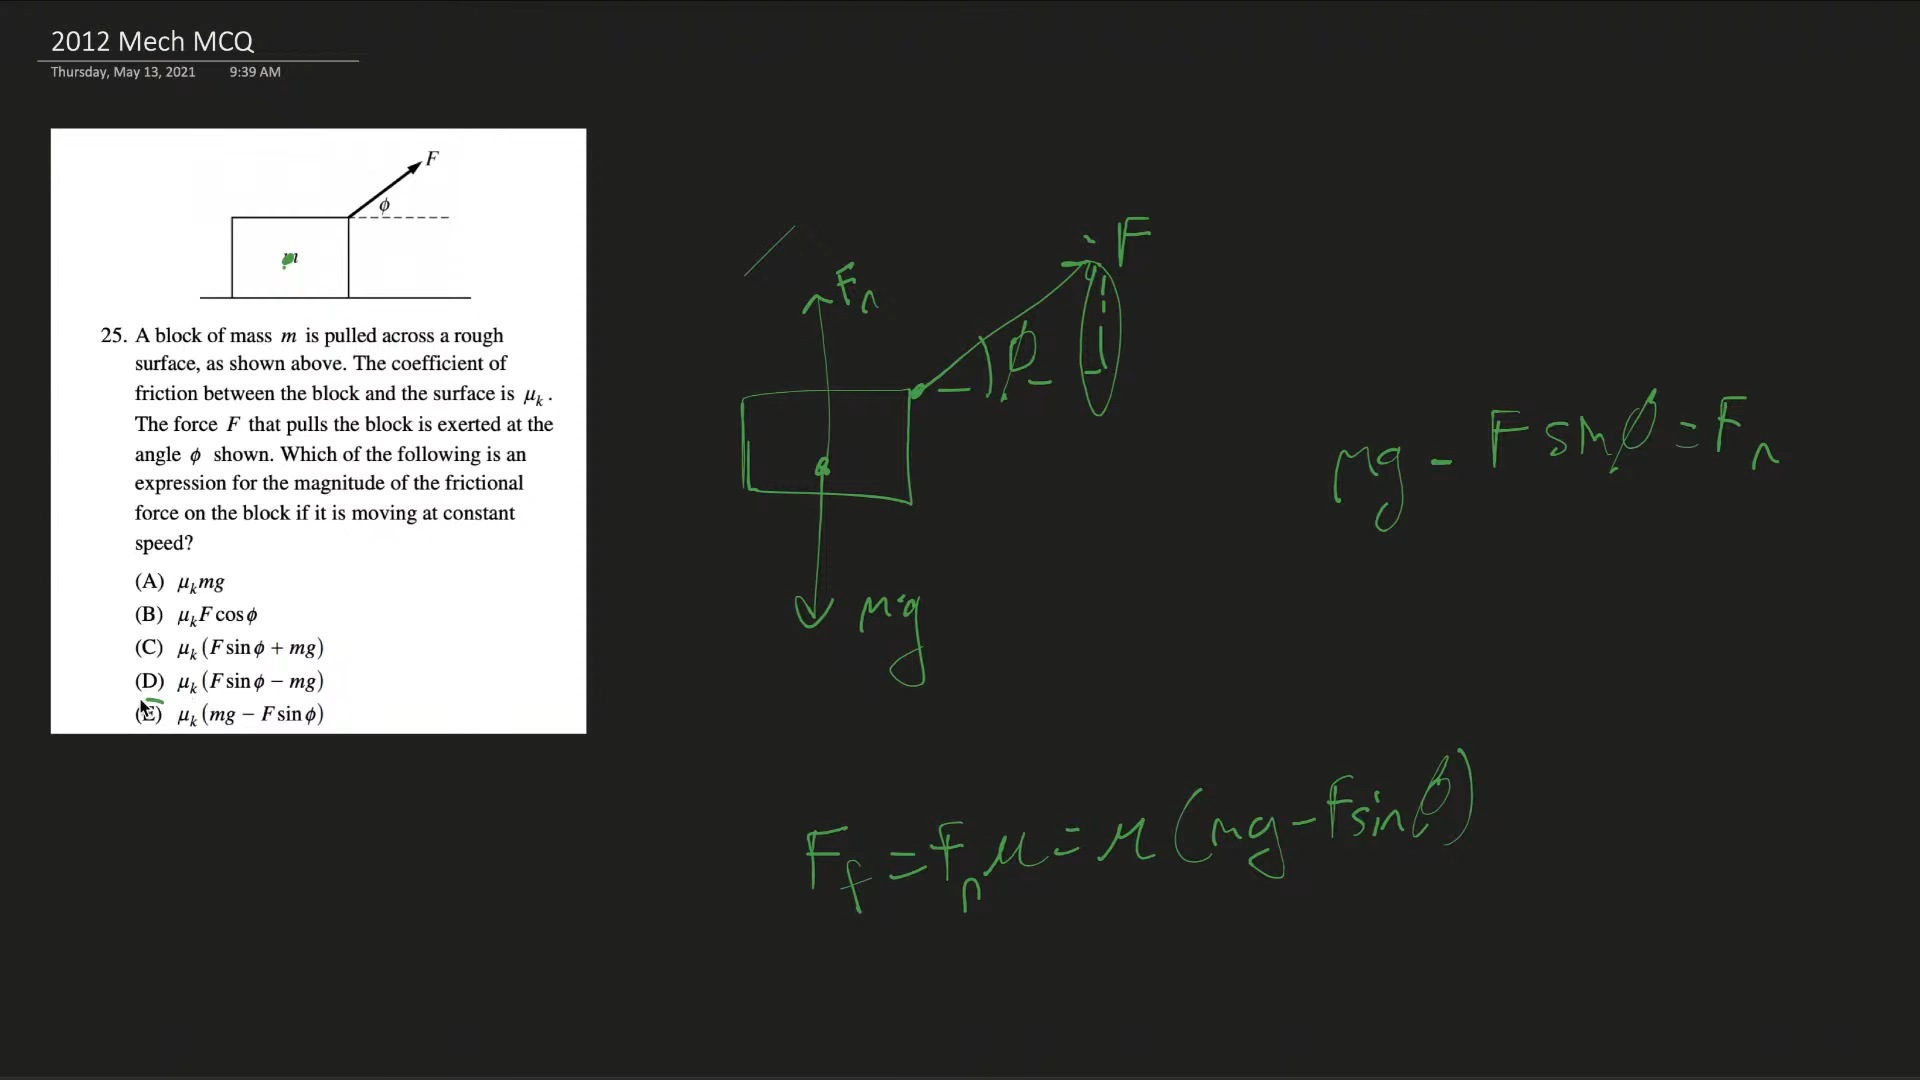 2012 Mech MCQ
Thursday, May 13, 2021 9:39 AM
F
ϕ
25. A block of mass m is pulled across a rough
surface, as shown above. The coefficient of
friction between the block and the surface is μₖ.
The force F that pulls the block is exerted at the
angle ϕ shown. Which of the following is an
expression for the magnitude of the frictional
force on the block if it is moving at constant
speed?
(A) μₖmg
(B) μₖF cos ϕ
(C) μₖ(F sin ϕ + mg)
(D) μₖ(F sin ϕ − mg)
(E) μₖ(mg − F sin ϕ)
F
Fn
ϕ
mg
mg - F sin ϕ = Fn
Ff = Fn μ = μ (mg - F sin ϕ)